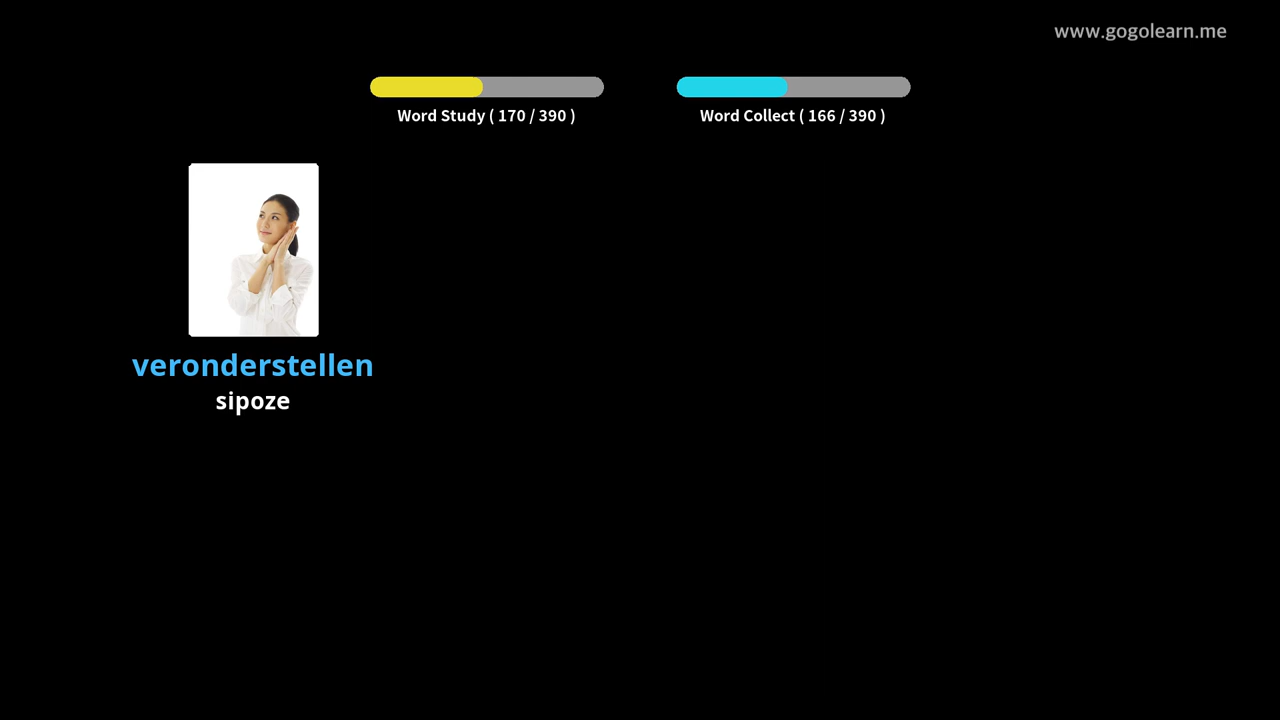 www.gogolearn.me
Word Study ( 170 / 390 )
Word Collect ( 166 / 390 )
veronderstellen
sipoze